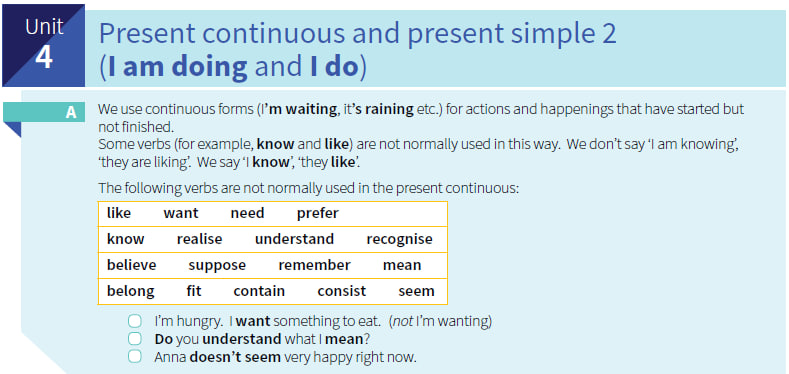 Unit
4
Present continuous and present simple 2
(I am doing and I do)
A
We use continuous forms (I'm waiting, it's raining etc.) for actions and happenings that have started but
not finished.
Some verbs (for example, know and like) are not normally used in this way. We don't say ‘I am knowing’,
‘they are liking’. We say ‘I know’, ‘they like’.
The following verbs are not normally used in the present continuous:
like want need prefer
know realise understand recognise
believe suppose remember mean
belong fit contain consist seem
I'm hungry. I want something to eat. (not I'm wanting)
Do you understand what I mean?
Anna doesn't seem very happy right now.